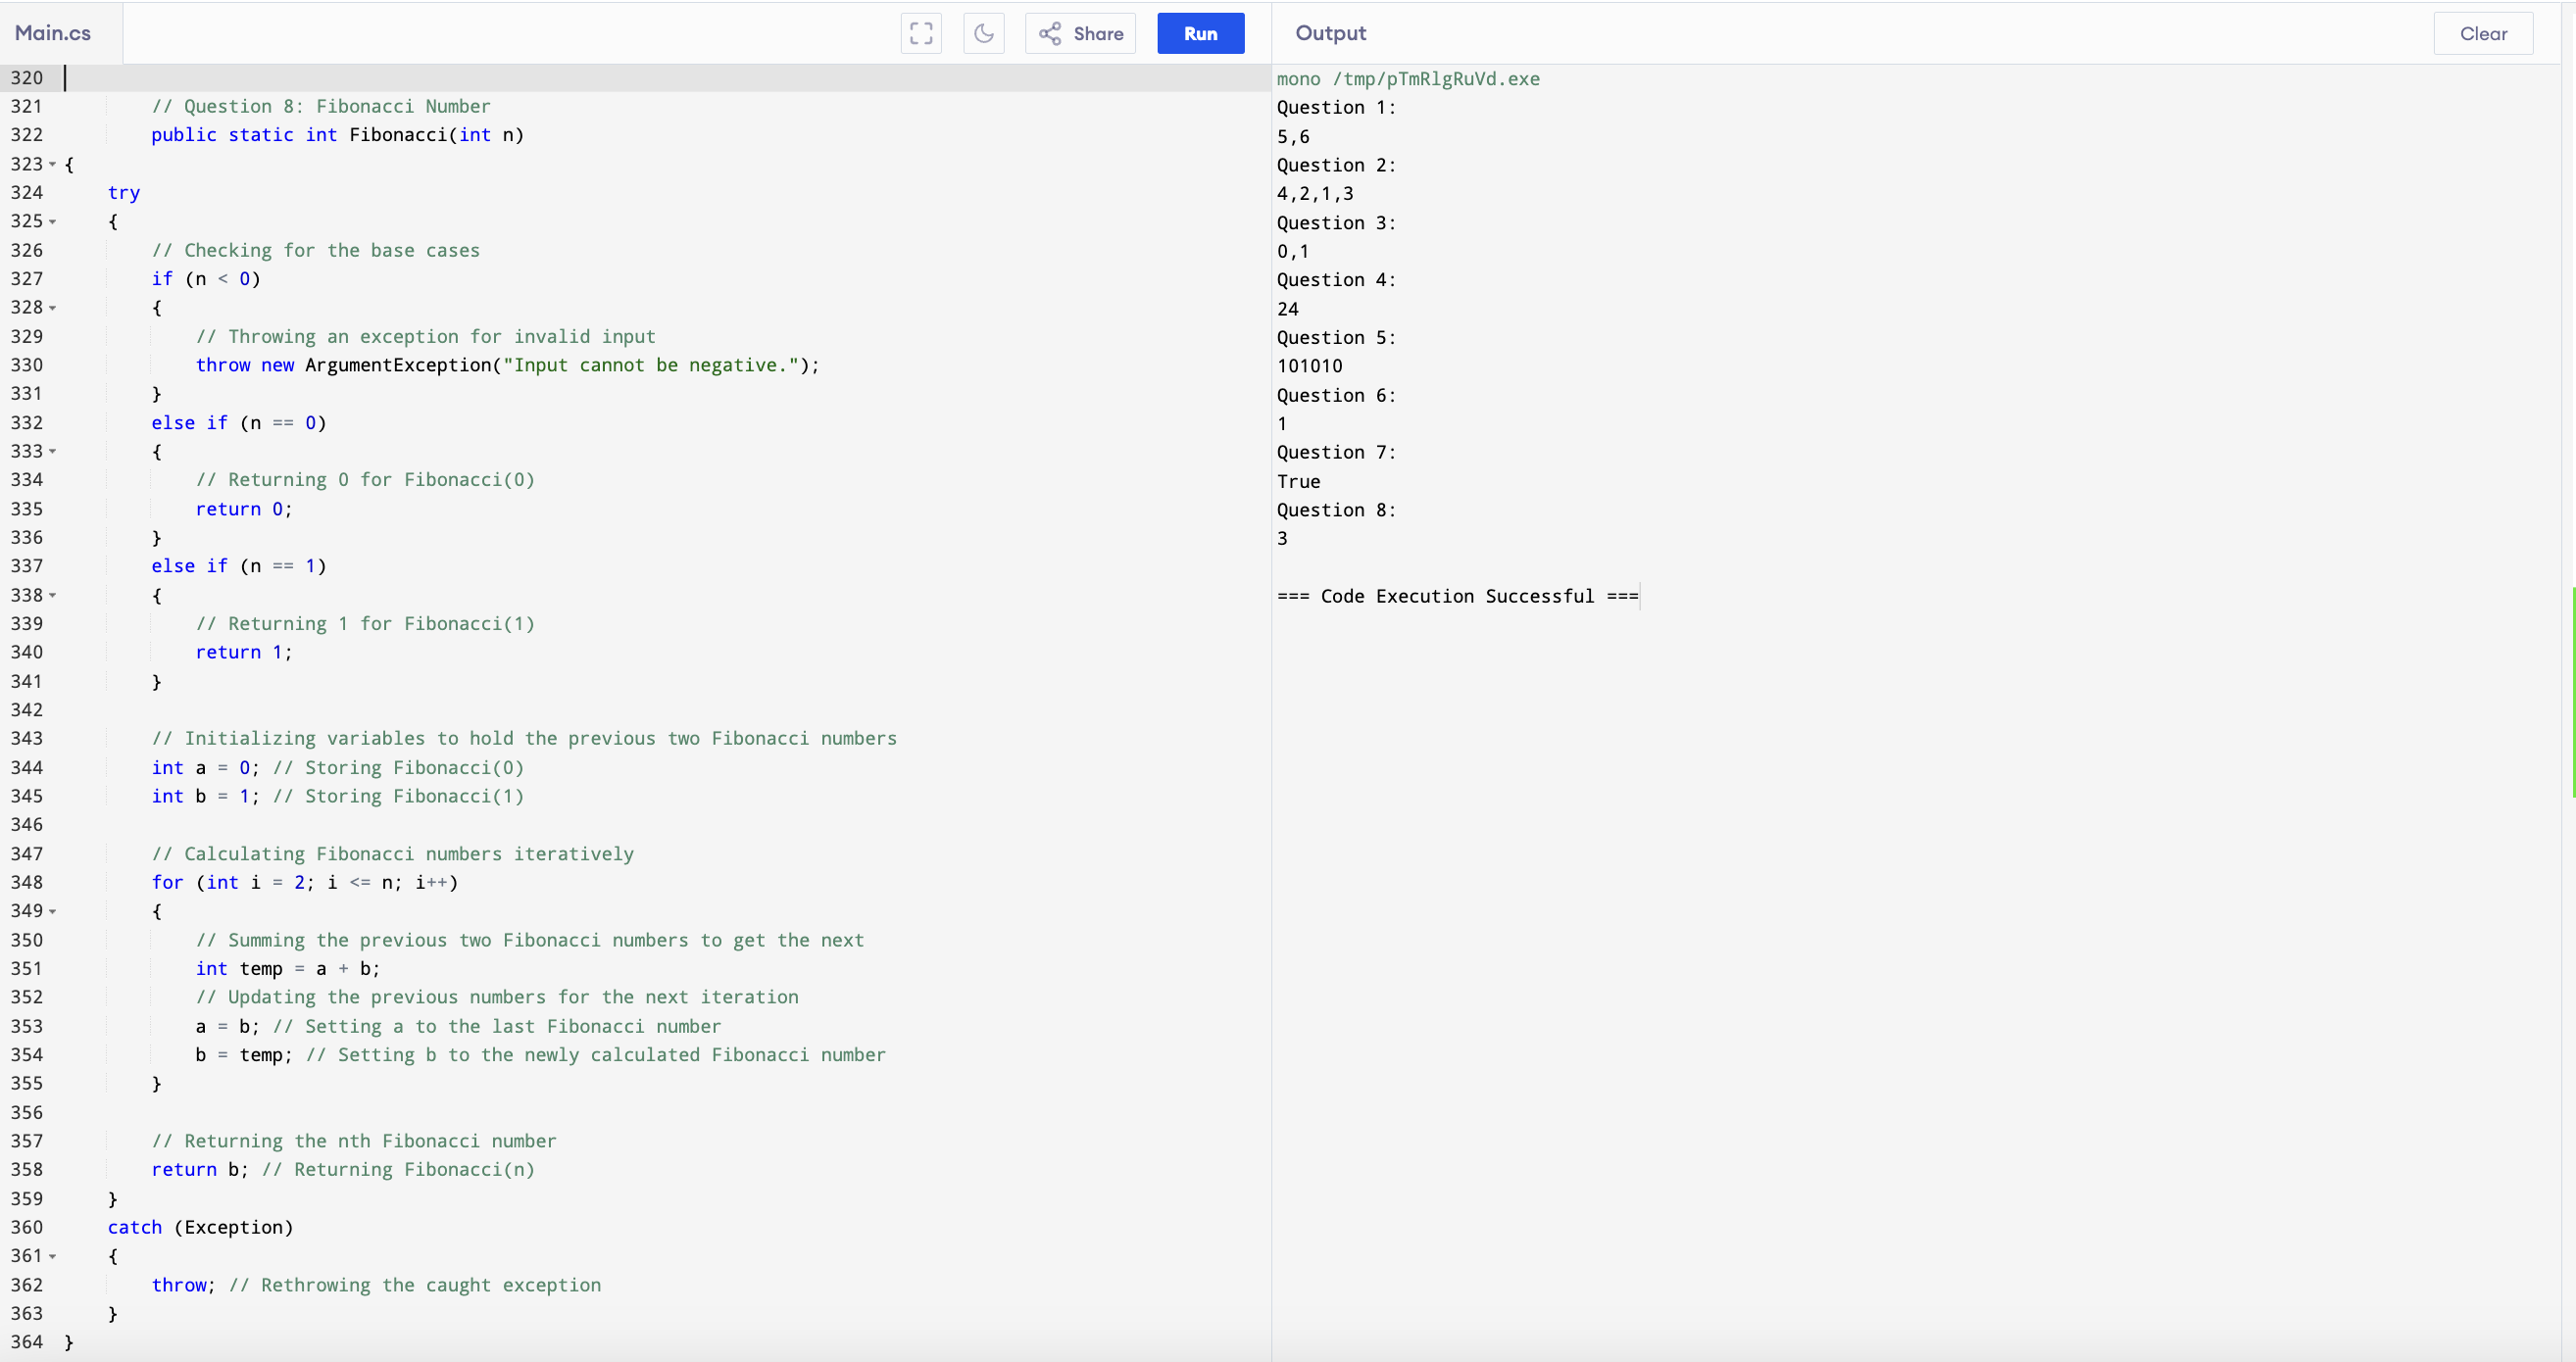 Main.cs
Share
Run
Output
Clear
320
321 // Question 8: Fibonacci Number
322 public static int Fibonacci(int n)
323 {
324 try
325 {
326 // Checking for the base cases
327 if (n < 0)
328 {
329 // Throwing an exception for invalid input
330 throw new ArgumentException("Input cannot be negative.");
331 }
332 else if (n == 0)
333 {
334 // Returning 0 for Fibonacci(0)
335 return 0;
336 }
337 else if (n == 1)
338 {
339 // Returning 1 for Fibonacci(1)
340 return 1;
341 }
342
343 // Initializing variables to hold the previous two Fibonacci numbers
344 int a = 0; // Storing Fibonacci(0)
345 int b = 1; // Storing Fibonacci(1)
346
347 // Calculating Fibonacci numbers iteratively
348 for (int i = 2; i <= n; i++)
349 {
350 // Summing the previous two Fibonacci numbers to get the next
351 int temp = a + b;
352 // Updating the previous numbers for the next iteration
353 a = b; // Setting a to the last Fibonacci number
354 b = temp; // Setting b to the newly calculated Fibonacci number
355 }
356
357 // Returning the nth Fibonacci number
358 return b; // Returning Fibonacci(n)
359 }
360 catch (Exception)
361 {
362 throw; // Rethrowing the caught exception
363 }
364 }
mono /tmp/pTmRlgRuVd.exe
Question 1:
5,6
Question 2:
4,2,1,3
Question 3:
0,1
Question 4:
24
Question 5:
101010
Question 6:
1
Question 7:
True
Question 8:
3
=== Code Execution Successful ===